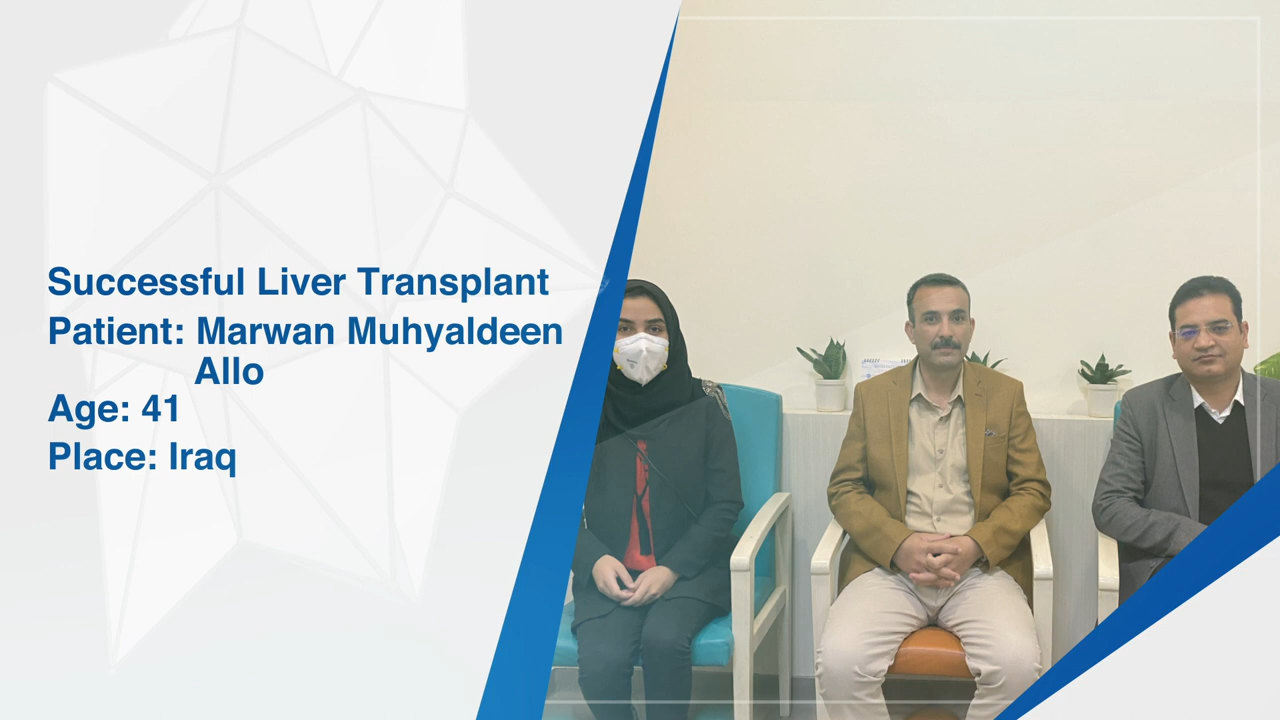 Successful Liver Transplant
Patient: Marwan Muhyaldeen
Allo
Age: 41
Place: Iraq